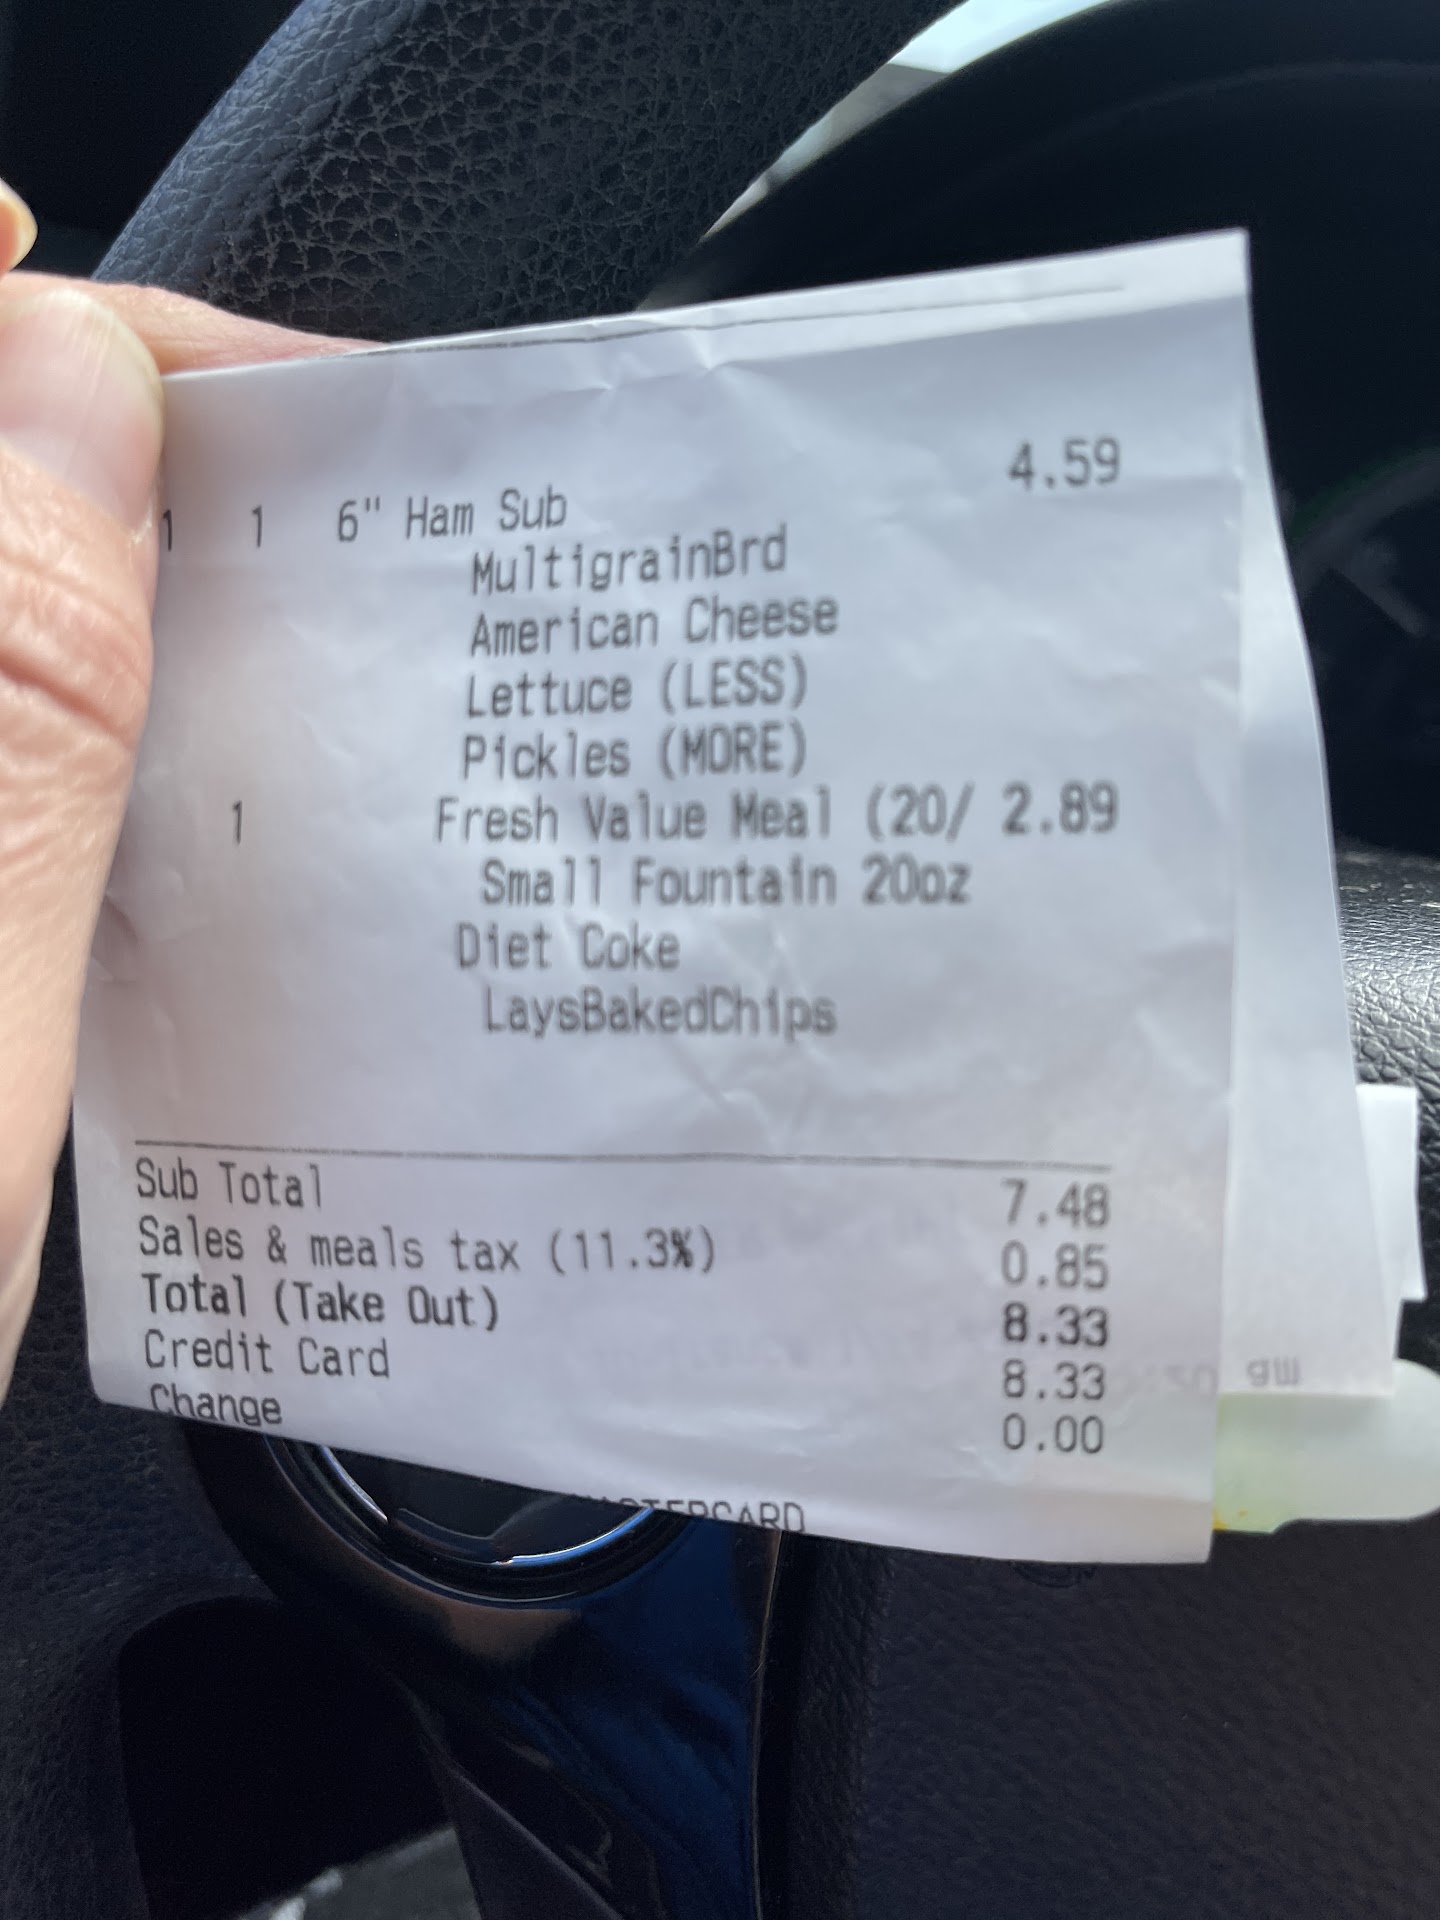 1 1 6" Ham Sub 4.59
MultigrainBrd
American Cheese
Lettuce (LESS)
Pickles (MORE)
1 Fresh Value Meal (20/ 2.89
Small Fountain 20oz
Diet Coke
LaysBakedChips
Sub Total 7.48
Sales & meals tax (11.3%) 0.85
Total (Take Out) 8.33
Credit Card 8.33
Change 0.00